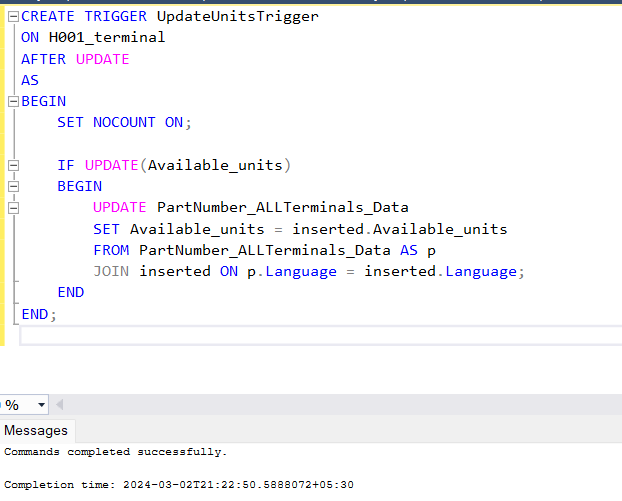 CREATE TRIGGER UpdateUnitsTrigger
ON H001_terminal
AFTER UPDATE
AS
BEGIN
    SET NOCOUNT ON;

    IF UPDATE(Available_units)
    BEGIN
        UPDATE PartNumber_ALLTerminals_Data
        SET Available_units = inserted.Available_units
        FROM PartNumber_ALLTerminals_Data AS p
        JOIN inserted ON p.Language = inserted.Language;
    END
END;
%
Messages
Commands completed successfully.
Completion time: 2024-03-02T21:22:50.5888072+05:30